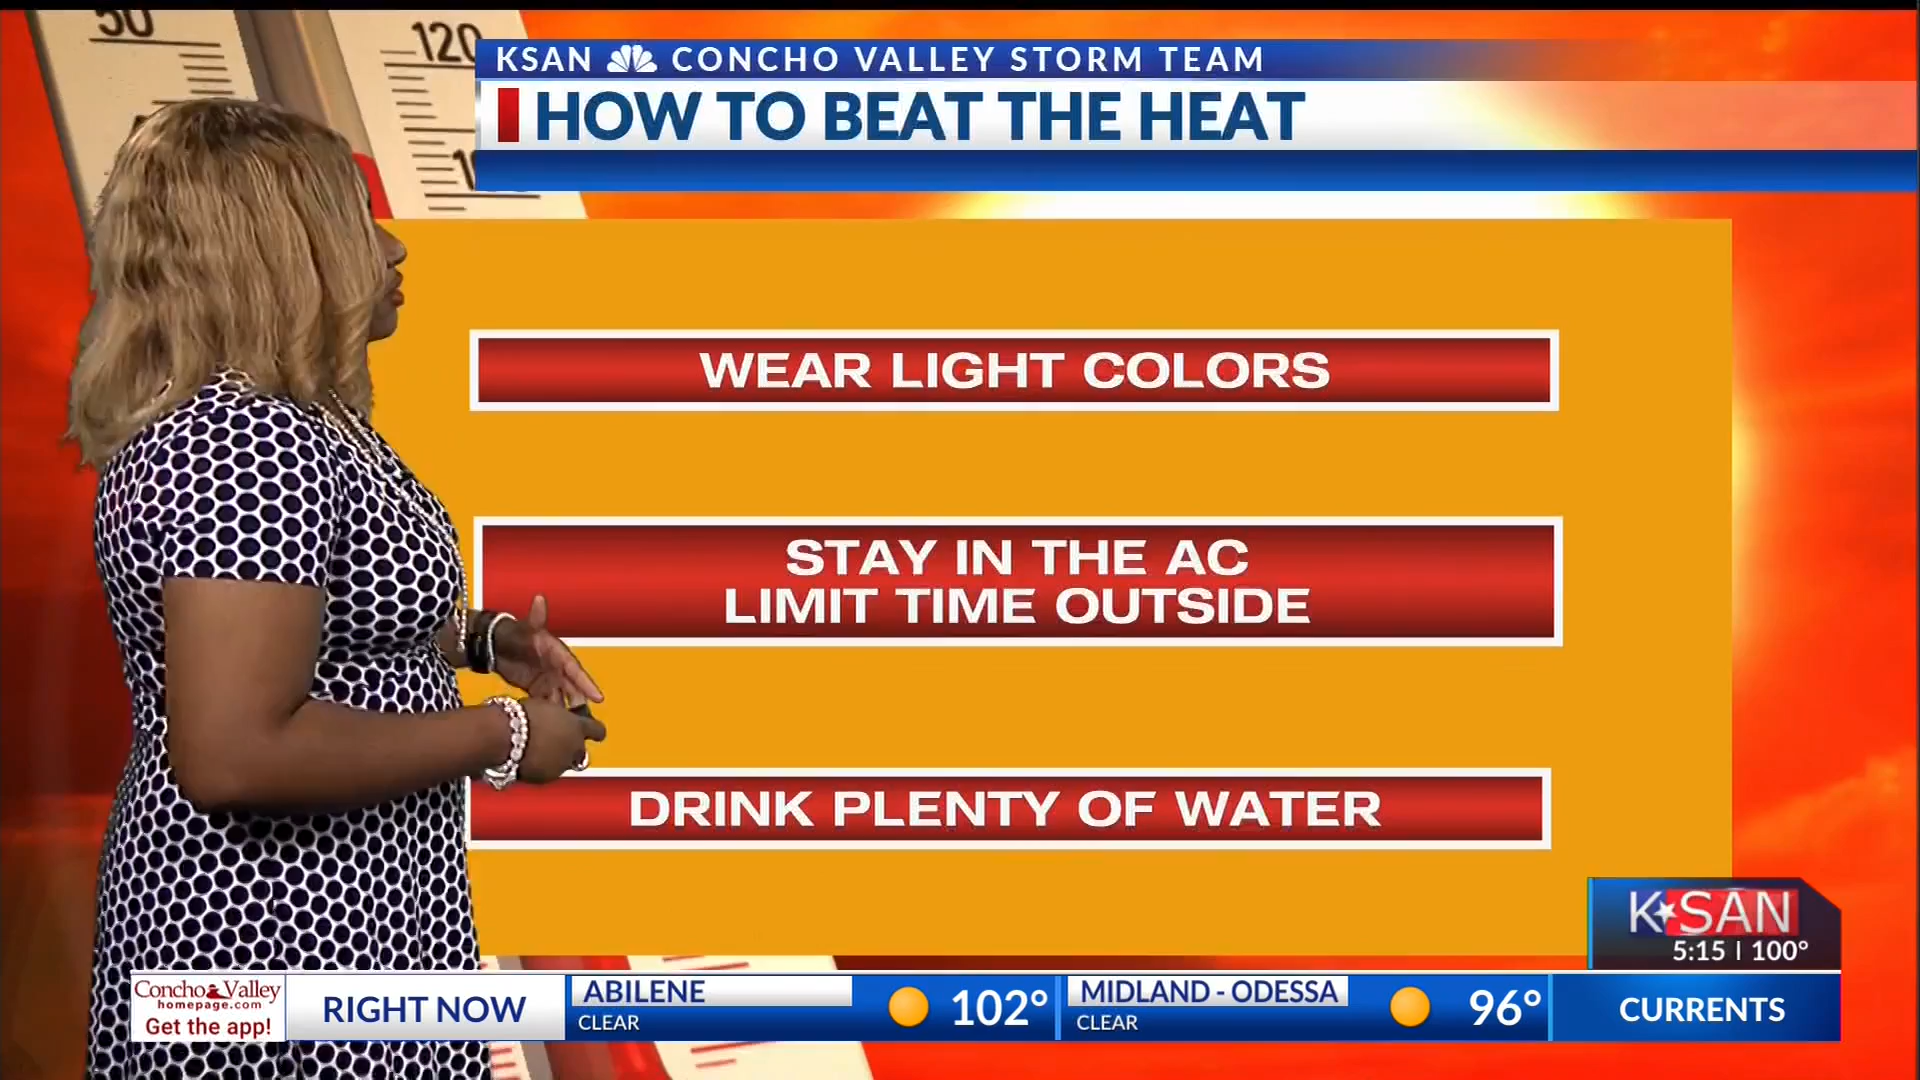 50
120
KSAN CONCHO VALLEY STORM TEAM
HOW TO BEAT THE HEAT
WEAR LIGHT COLORS
STAY IN THE AC
LIMIT TIME OUTSIDE
DRINK PLENTY OF WATER
K SAN
5:15 | 100°
Concho Valley
homepage.com
Get the app!
RIGHT NOW
ABILENE
CLEAR
102°
MIDLAND - ODESSA
CLEAR
96°
CURRENTS